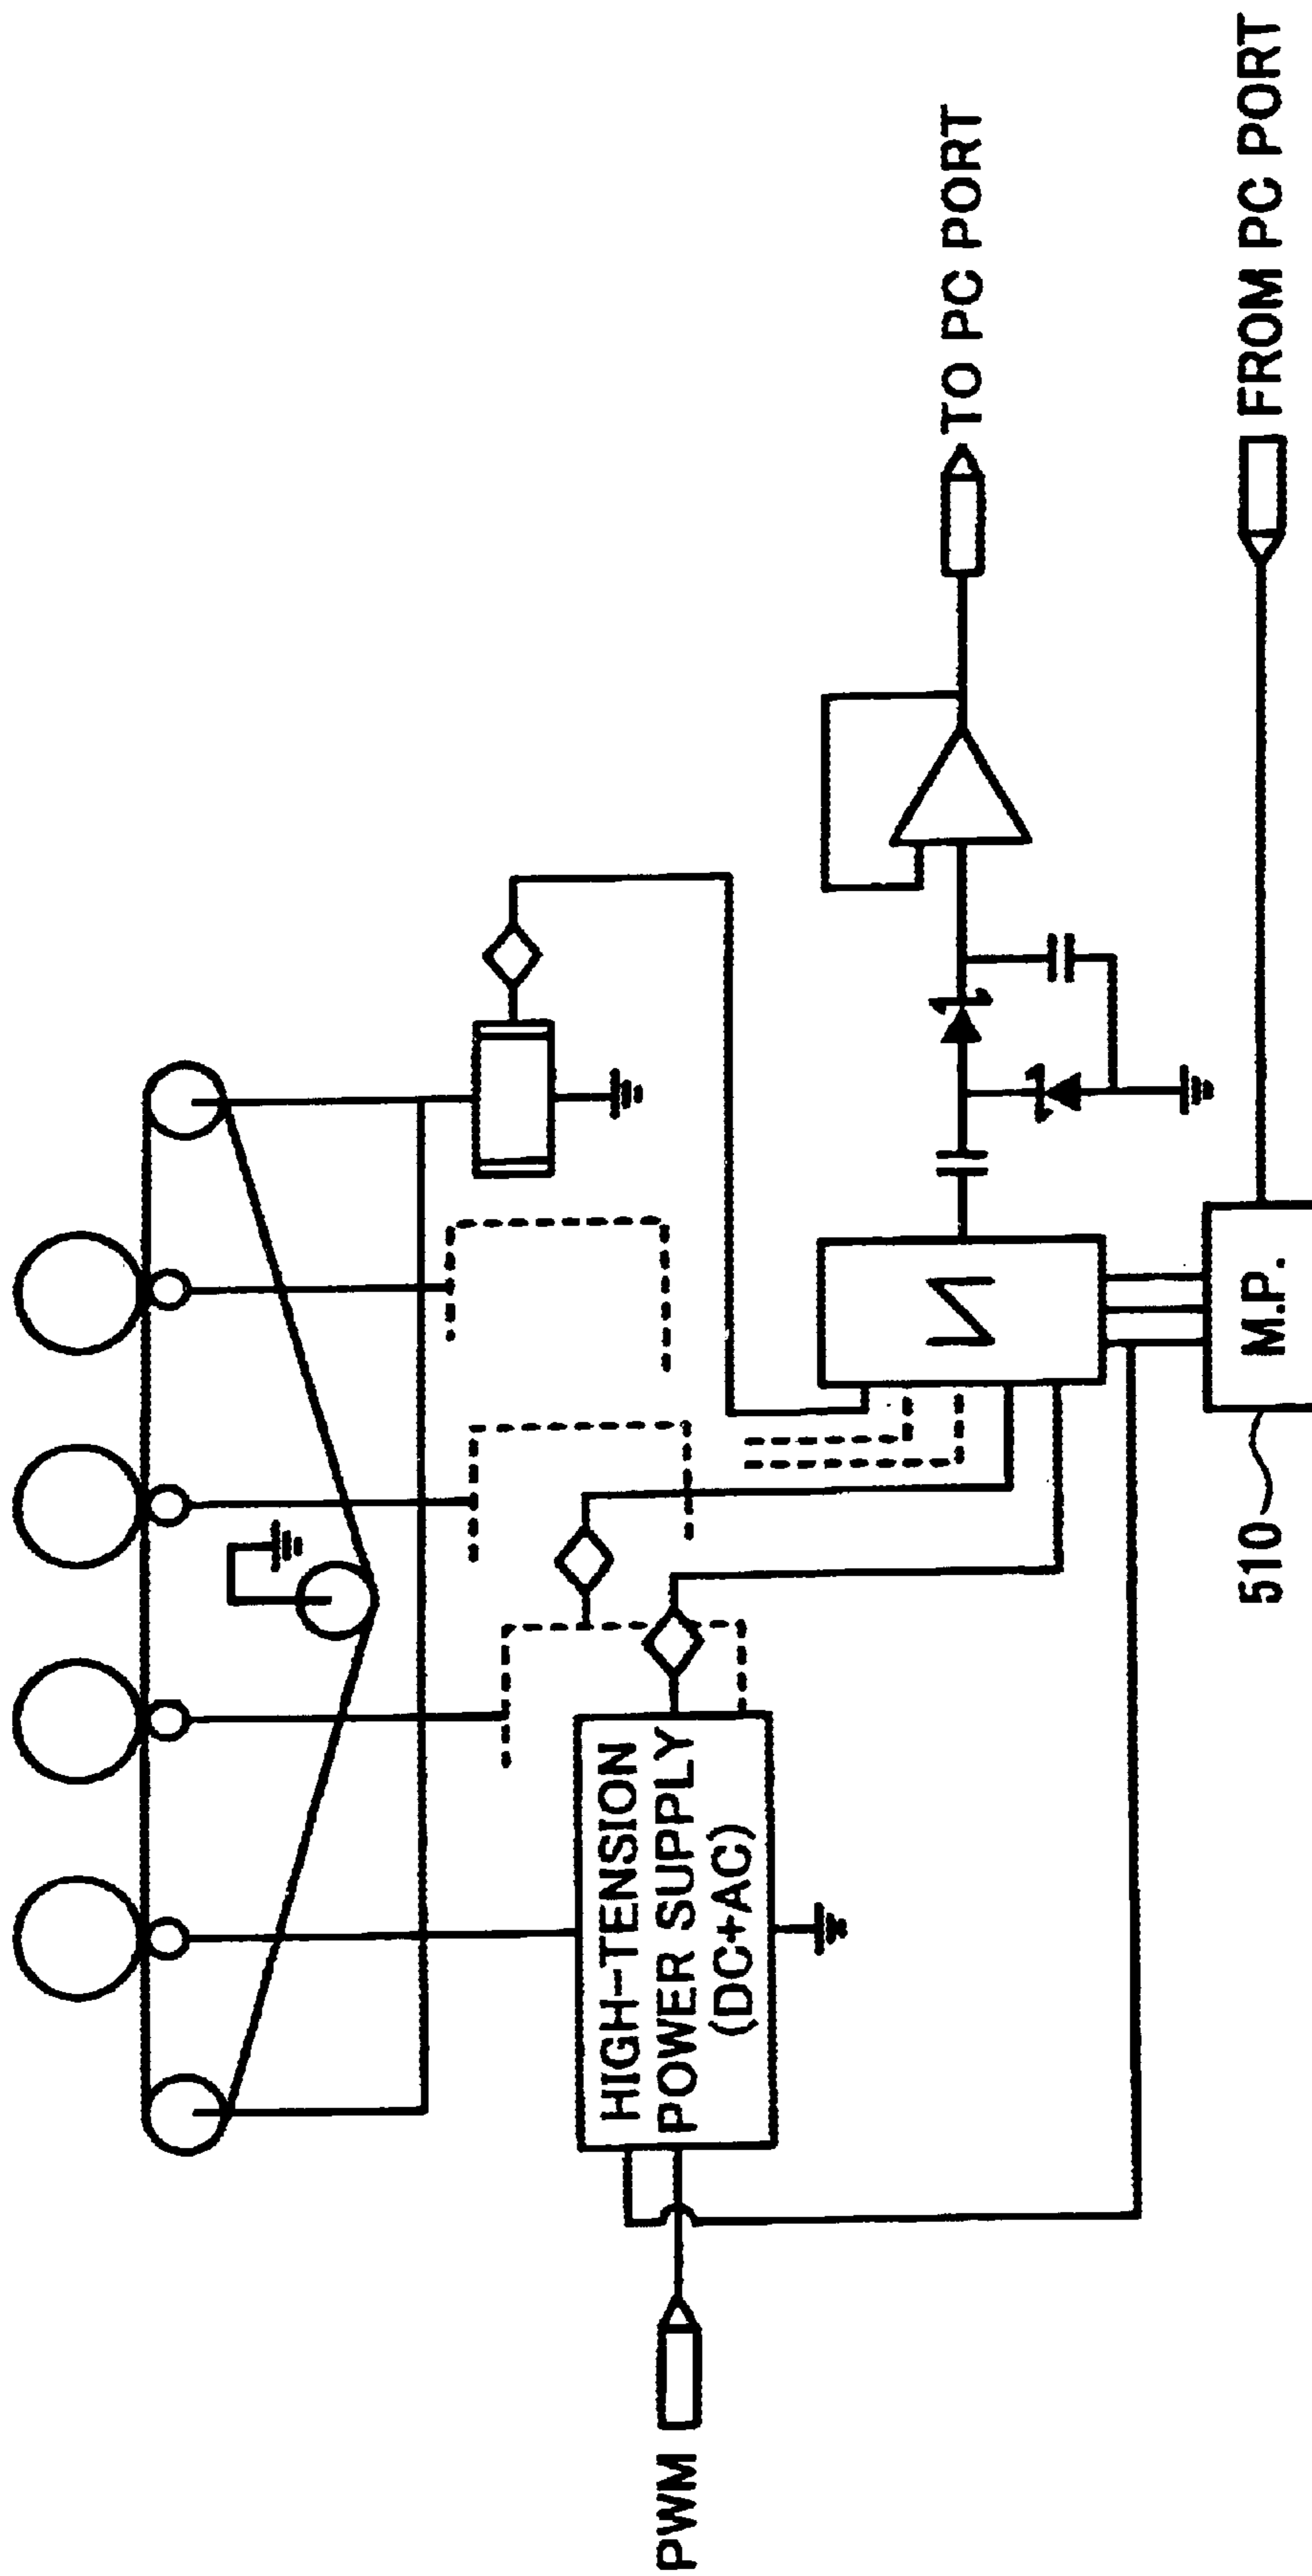 PWM
HIGH-TENSION
POWER SUPPLY
(DC+AC)
TO PC PORT
M.P.
510
FROM PC PORT